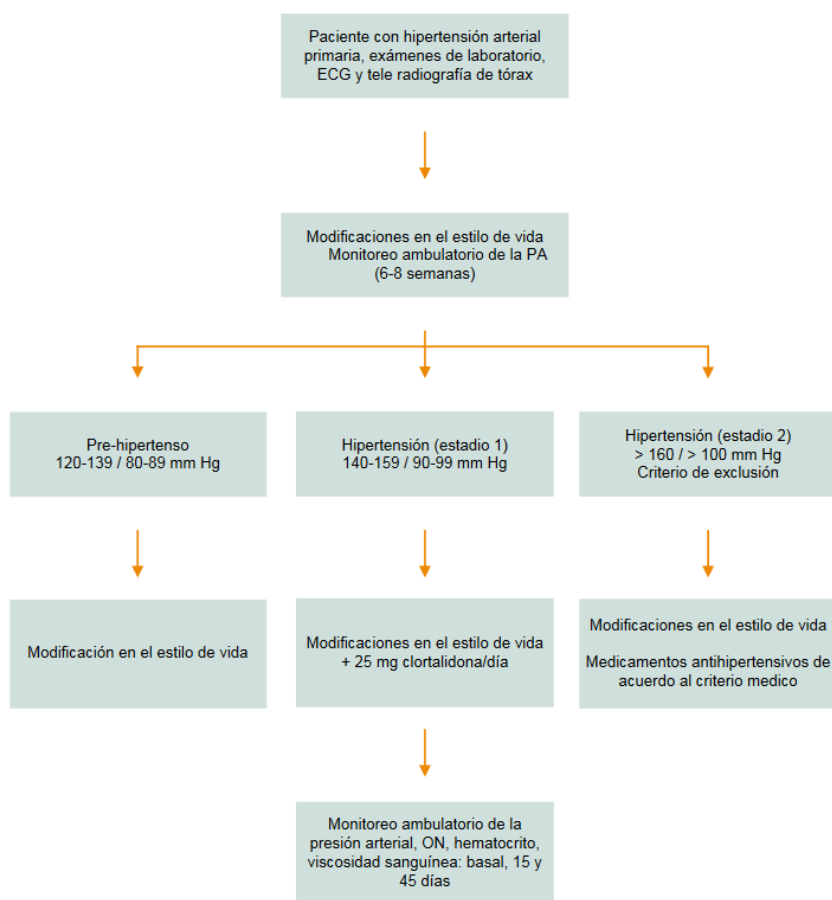 Paciente con hipertensión arterial
primaria, exámenes de laboratorio,
ECG y tele radiografía de tórax
Modificaciones en el estilo de vida
Monitoreo ambulatorio de la PA
(6-8 semanas)
Pre-hipertenso
120-139 / 80-89 mm Hg
Hipertensión (estadio 1)
140-159 / 90-99 mm Hg
Hipertensión (estadio 2)
> 160 / > 100 mm Hg
Criterio de exclusión
Modificación en el estilo de vida
Modificaciones en el estilo de vida
+ 25 mg clortalidona/día
Modificaciones en el estilo de vida
Medicamentos antihipertensivos de
acuerdo al criterio medico
Monitoreo ambulatorio de la
presión arterial, ON, hematocrito,
viscosidad sanguínea: basal, 15 y
45 días